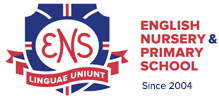 ENS
LINGUAE UNIUNT
ENGLISH
NURSERY &
PRIMARY
SCHOOL
Since 2004